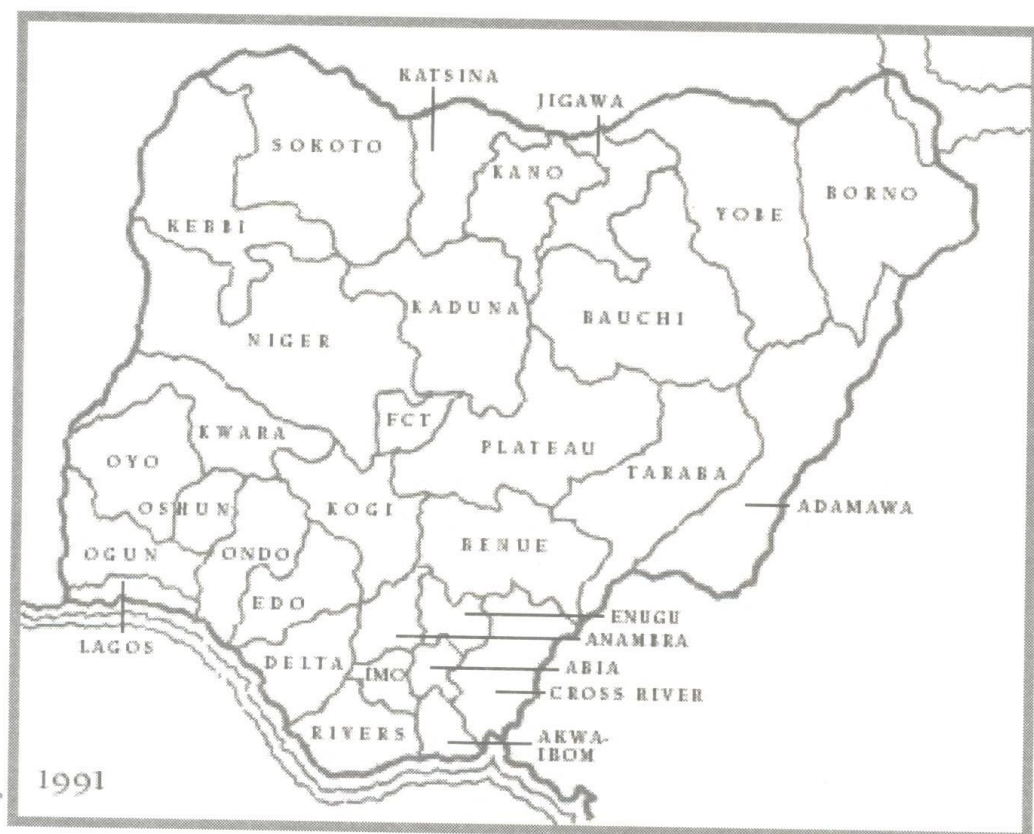 KATSINA
JIGAWA
SOKOTO
KANO
BORNO
YOBE
KEBBI
KADUNA
BAUCHI
NIGER
FCT
KWARA
PLATEAU
OYO
TARABA
OSHUN
KOGI
ADAMAWA
OGUN
ONDO
BENUE
EDO
ENUGU
ANAMBRA
LAGOS
DELTA
IMO
ABIA
CROSS RIVER
RIVERS
AKWA-
IBOM
1991